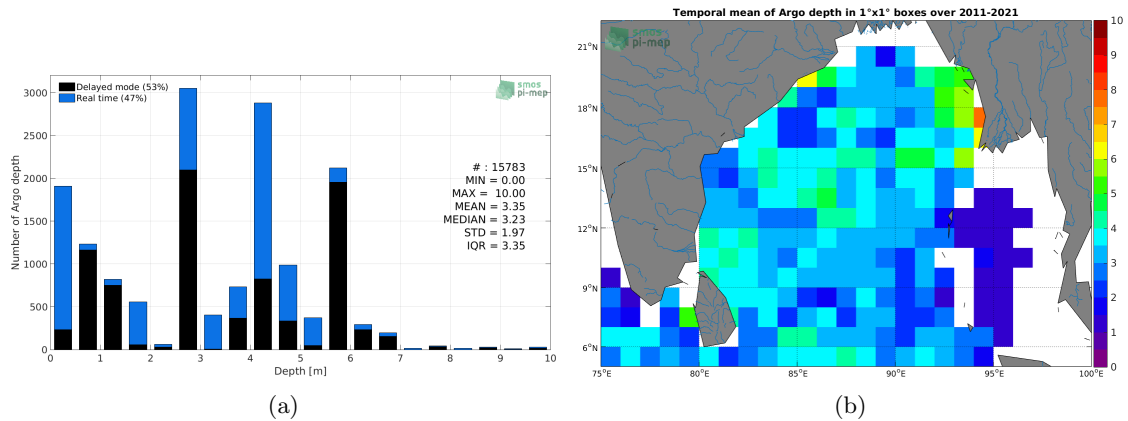 Delayed mode (53%)
Real time (47%)
smos
pi-mep
3000
2500
2000
1500
1000
500
0
# : 15783
MIN = 0.00
MAX = 10.00
MEAN = 3.35
MEDIAN = 3.23
STD = 1.97
IQR = 3.35
Number of Argo depth
0 1 2 3 4 5 6 7 8 9 10
Depth [m]
(a)
Temporal mean of Argo depth in 1°x1° boxes over 2011-2021
smos
pi-mep
21°N
18°N
15°N
12°N
9°N
6°N
75°E 80°E 85°E 90°E 95°E 100°E
10
9
8
7
6
5
4
3
2
1
0
(b)